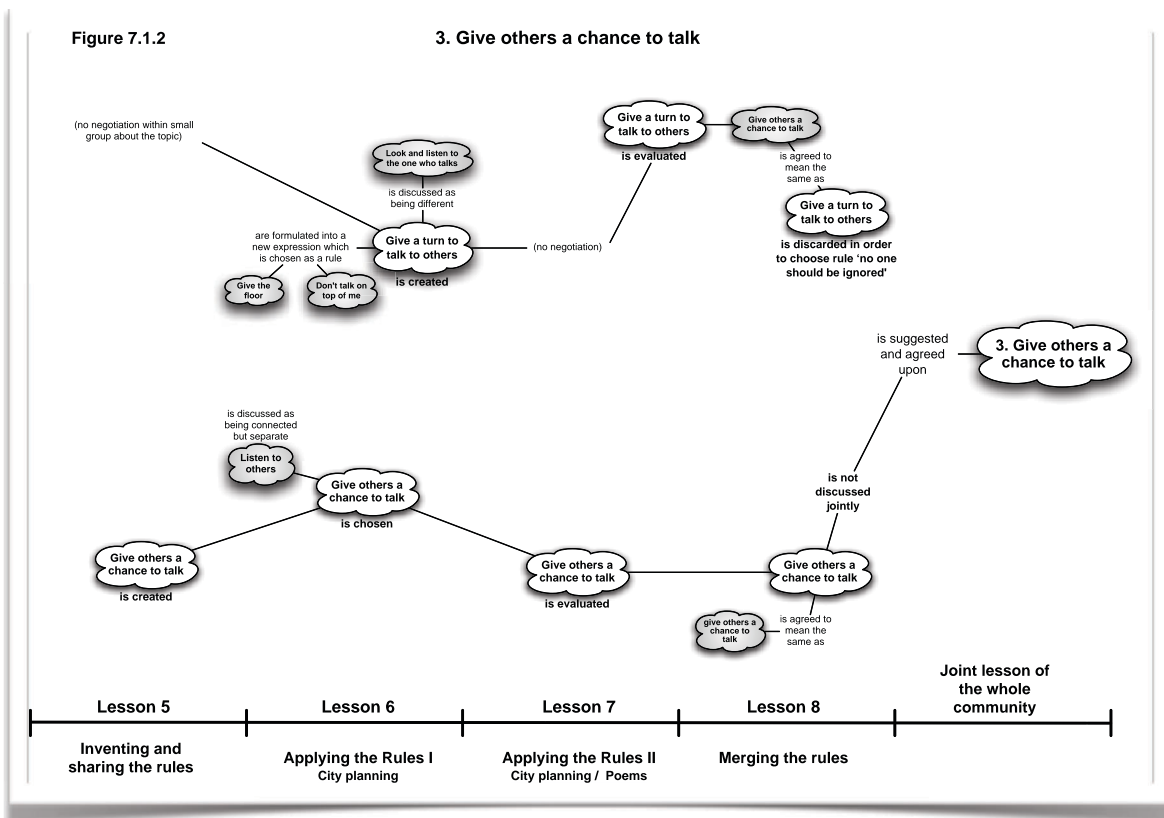 Figure 7.1.2
3. Give others a chance to talk
(no negotiation within small
group about the topic)
Look and listen to
the one who talks
is discussed as
being different
are formulated into a
new expression which
is chosen as a rule
Give the
floor
Don't talk on
top of me
Give a turn to
talk to others
is created
(no negotiation)
Give a turn to
talk to others
is evaluated
Give others a
chance to talk
is agreed to
mean the
same as
Give a turn to
talk to others
is discarded in order
to choose rule ‘no one
should be ignored'
is suggested
and agreed
upon
3. Give others a
chance to talk
is discussed as
being connected
but separate
Listen to
others
Give others a
chance to talk
is chosen
Give others a
chance to talk
is created
Give others a
chance to talk
is evaluated
is not
discussed
jointly
Give others a
chance to talk
give others a
chance to
talk
is agreed to
mean the
same as
Lesson 5
Lesson 6
Lesson 7
Lesson 8
Joint lesson of
the whole
community
Inventing and
sharing the rules
Applying the Rules I
City planning
Applying the Rules II
City planning / Poems
Merging the rules